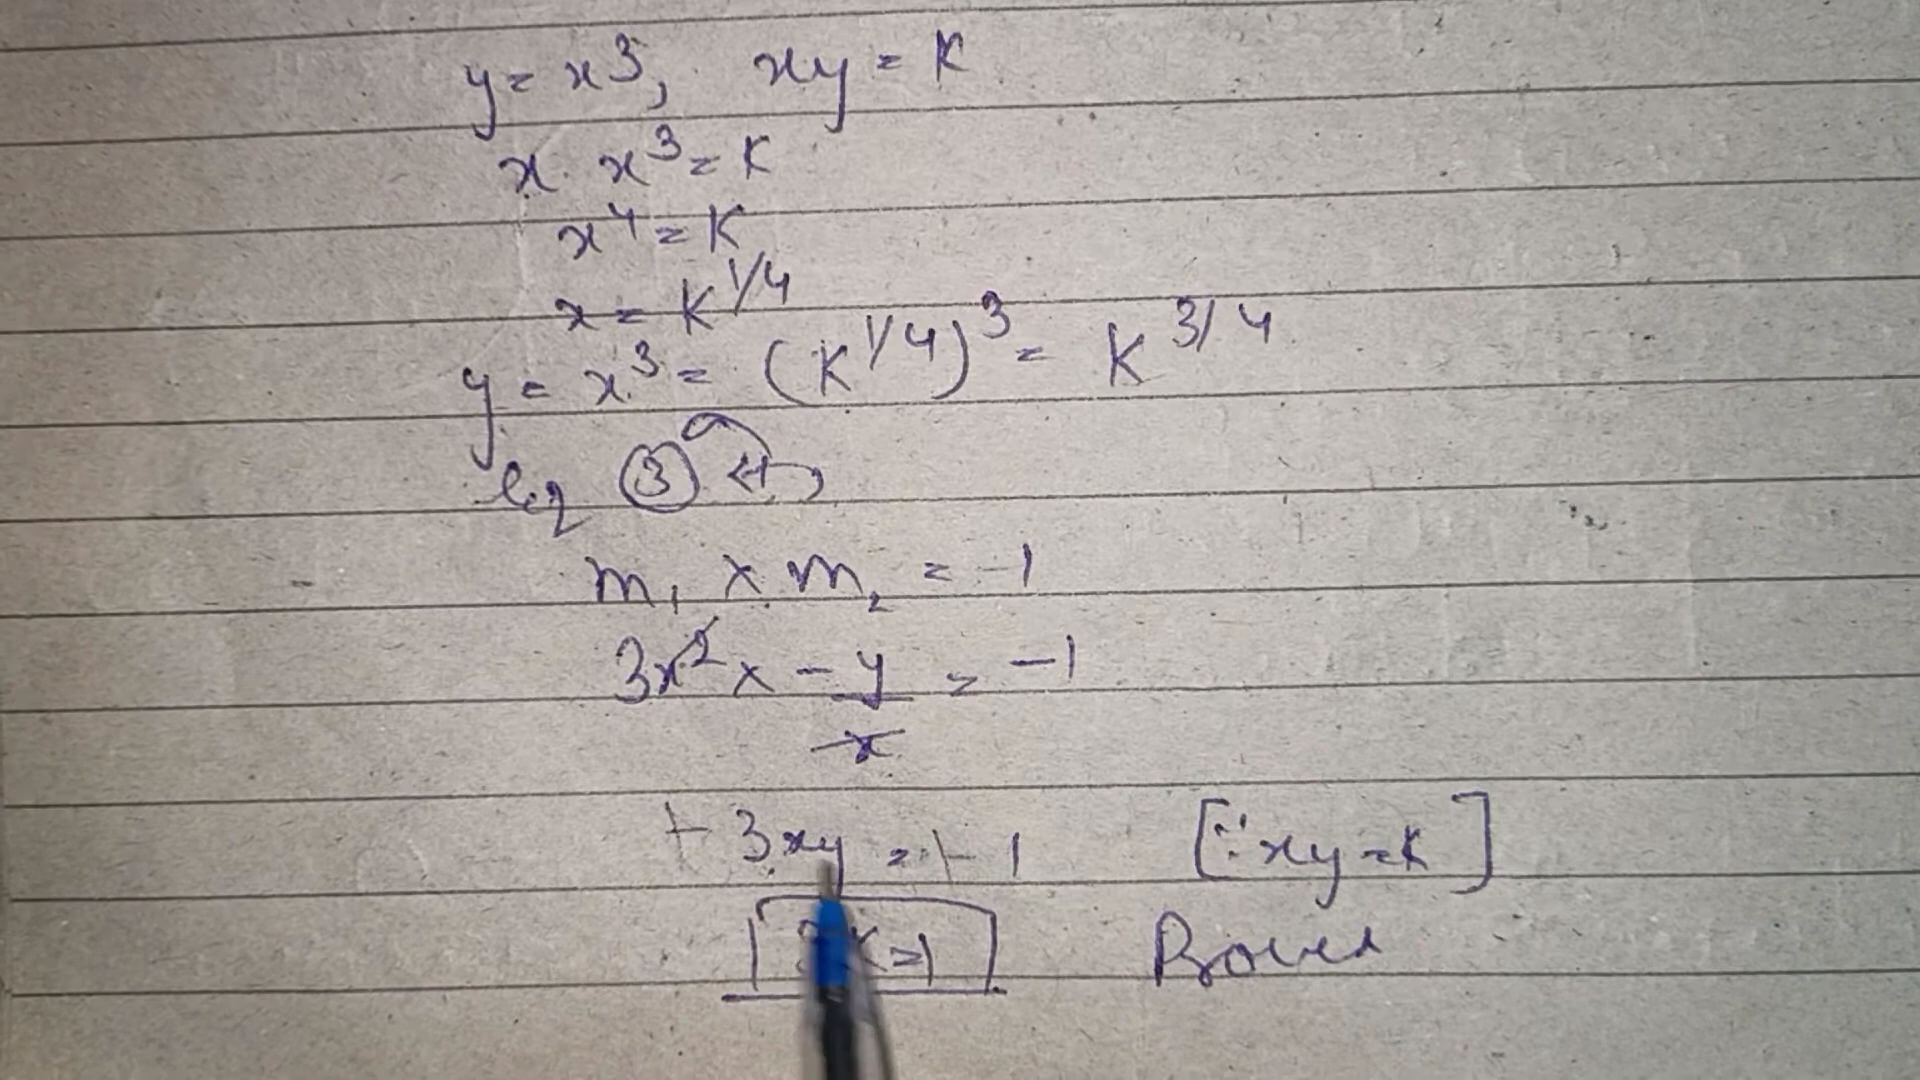 y = x³, xy = K
x. x³ = K
x⁴ = K
x = K^1/4
y = x³ = (K^1/4)³ = K^3/4
eq ③
m₁ × m₂ = -1
3x² × -y/x = -1
-3xy = -1 [∵ xy = K]
3K = 1 Proved